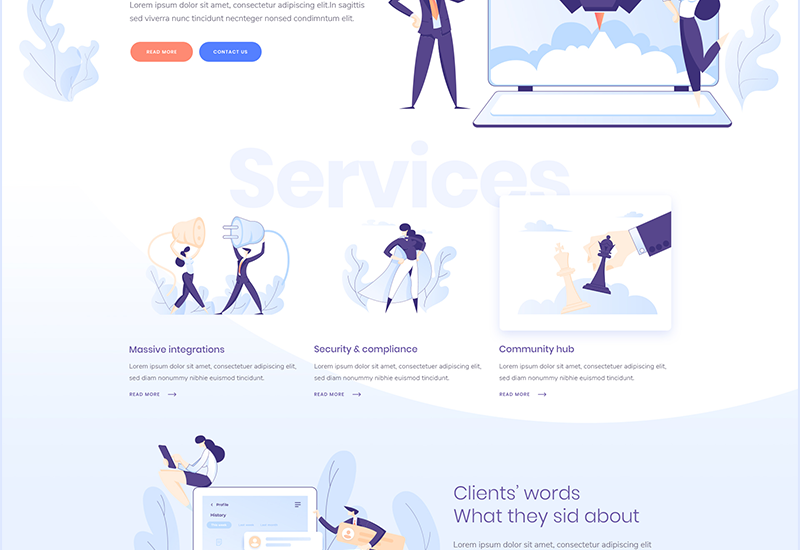 Lorem ipsum dolor sit amet, consectetur adipiscing elit.In sagittis
sed viverra nunc tincidunt necnteger nonsed condimntum elit.
READ MORE
CONTACT US
Services
Massive integrations
Lorem ipsum dolor sit amet, consectetuer adipiscing elit,
sed diam nonummy nibhie euismod tincidunt.
READ MORE
Security & compliance
Lorem ipsum dolor sit amet, consectetuer adipiscing elit,
sed diam nonummy nibhie euismod tincidunt.
READ MORE
Community hub
Lorem ipsum dolor sit amet, consectetuer adipiscing elit,
sed diam nonummy nibhie euismod tincidunt.
READ MORE
Profile
History
Clients’ words
What they sid about
Lorem ipsum dolor sit amet, consectetuer